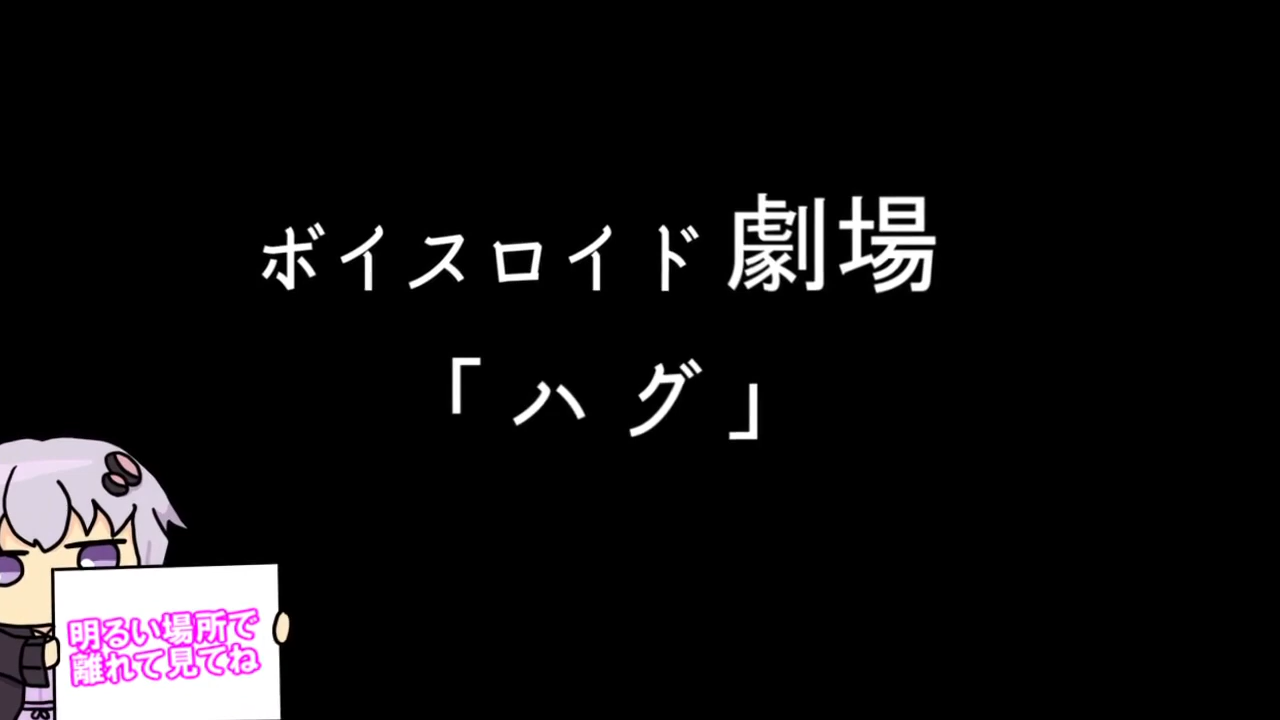 ボイスロイド劇場
「ハグ」
明るい場所で
離れて見てね